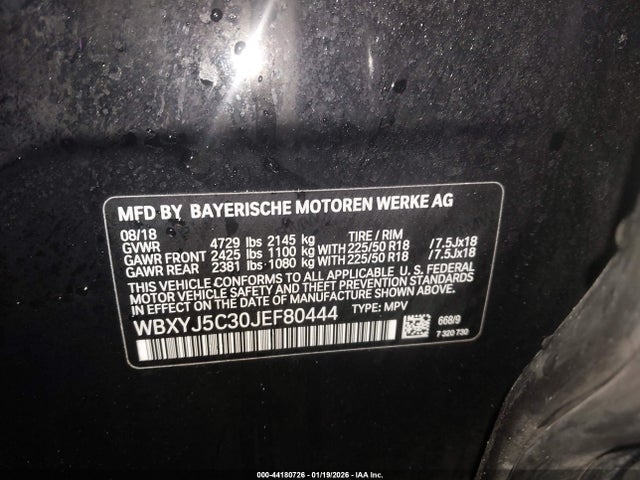 MFD BY BAYERISCHE MOTOREN WERKE AG
08/18 TIRE / RIM
GVWR 4729 lbs 2145 kg
GAWR FRONT 2425 lbs 1100 kg WITH 225/50 R18 /7.5Jx18
GAWR REAR 2381 lbs 1080 kg WITH 225/50 R18 /7.5Jx18
THIS VEHICLE CONFORMS TO ALL APPLICABLE U.S. FEDERAL
MOTOR VEHICLE SAFETY AND THEFT PREVENTION STANDARDS
IN EFFECT ON THE DATE OF MANUFACTURE SHOWN ABOVE.
WBXYJ5C30JEF80444 TYPE: MPV
668/9
7 320 730
000-44180726 - 01/19/2026 - IAA Inc.